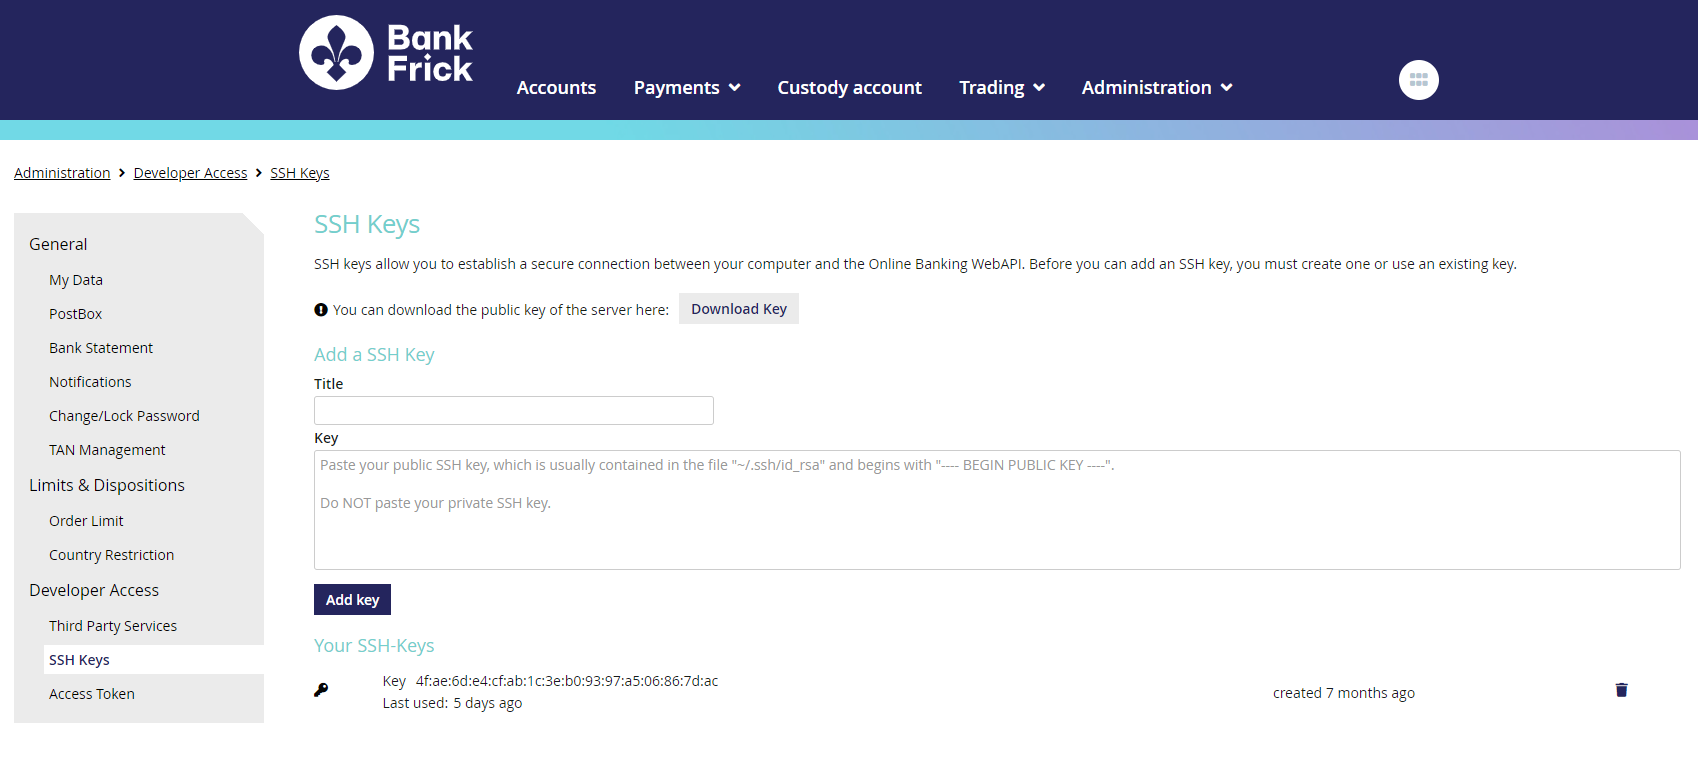 Bank
Frick
Accounts
Payments
Custody account
Trading
Administration
Administration
Developer Access
SSH Keys
General
My Data
PostBox
Bank Statement
Notifications
Change/Lock Password
TAN Management
Limits & Dispositions
Order Limit
Country Restriction
Developer Access
Third Party Services
SSH Keys
Access Token
SSH Keys
SSH keys allow you to establish a secure connection between your computer and the Online Banking WebAPI. Before you can add an SSH key, you must create one or use an existing key.
You can download the public key of the server here:
Download Key
Add a SSH Key
Title
Key
Paste your public SSH key, which is usually contained in the file "~/.ssh/id_rsa" and begins with "---- BEGIN PUBLIC KEY ----".
Do NOT paste your private SSH key.
Add key
Your SSH-Keys
Key 4f:ae:6d:e4:cf:ab:1c:3e:b0:93:97:a5:06:86:7d:ac
Last used: 5 days ago
created 7 months ago